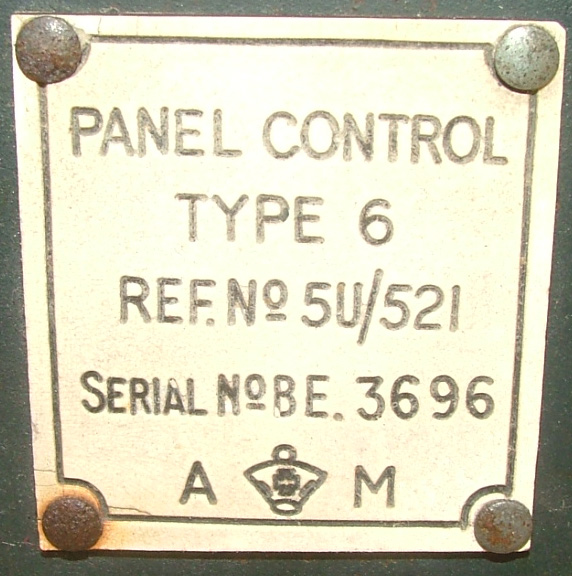 PANEL CONTROL
TYPE 6
REF. Nº 5U/521
SERIAL Nº BE. 3696
A M